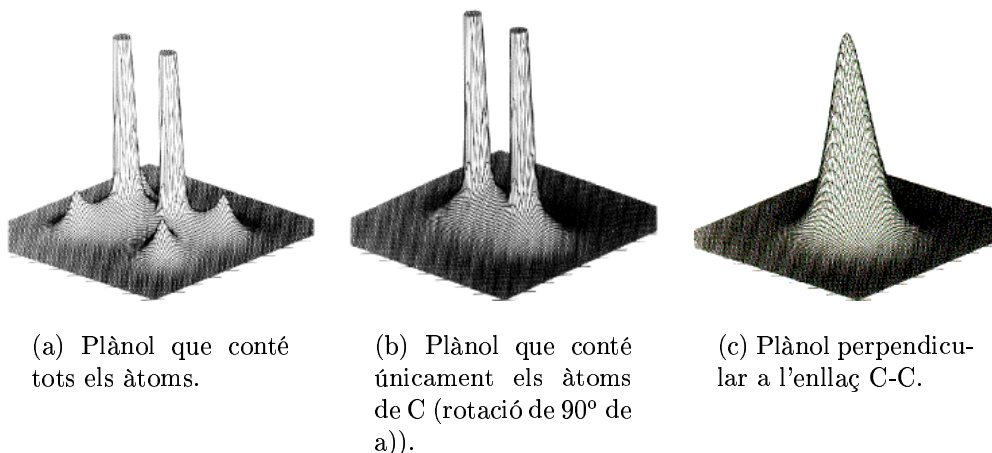 (a) Plànol que conté
tots els àtoms.
(b) Plànol que conté
únicament els àtoms
de C (rotació de 90º de
a)).
(c) Plànol perpendicu-
lar a l'enllaç C-C.